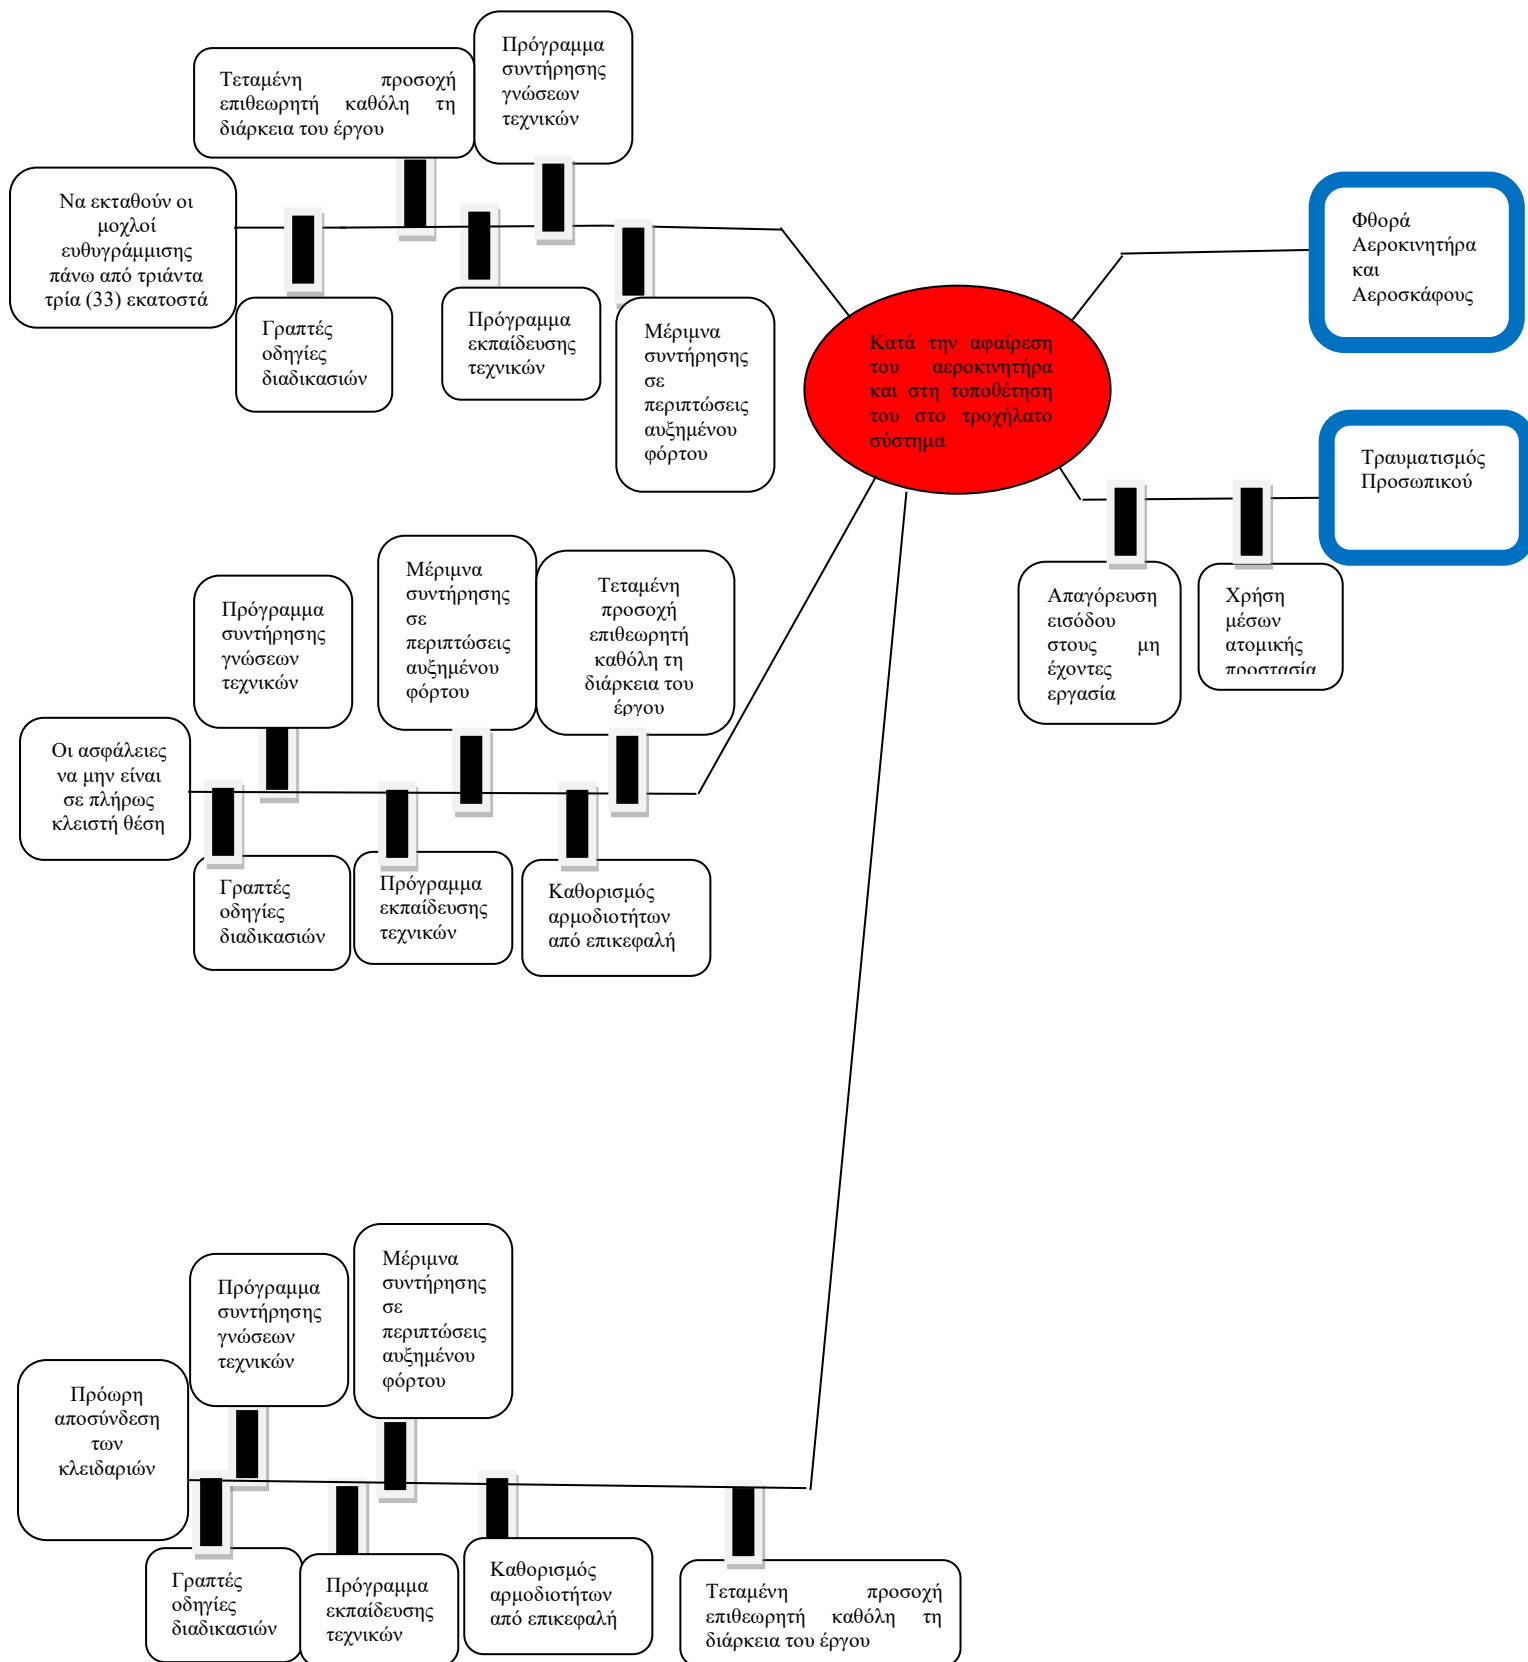 Πρόγραμμα
συντήρησης
γνώσεων
τεχνικών
Τεταμένη προσοχή
επιθεωρητή καθόλη τη
διάρκεια του έργου
Να εκταθούν οι
μοχλοί
ευθυγράμμισης
πάνω από τριάντα
τρία (33) εκατοστά
Γραπτές
οδηγίες
διαδικασιών
Πρόγραμμα
εκπαίδευσης
τεχνικών
Μέριμνα
συντήρησης
σε
περιπτώσεις
αυξημένου
φόρτου
Κατά την αφαίρεση
του αεροκινητήρα
και στη τοποθέτηση
του στο τροχήλατο
σύστημα
Φθορά
Αεροκινητήρα
και
Αεροσκάφους
Τραυματισμός
Προσωπικού
Απαγόρευση
εισόδου
στους μη
έχοντες
εργασία
Χρήση
μέσων
ατομικής
προστασία
Πρόγραμμα
συντήρησης
γνώσεων
τεχνικών
Μέριμνα
συντήρησης
σε
περιπτώσεις
αυξημένου
φόρτου
Τεταμένη
προσοχή
επιθεωρητή
καθόλη τη
διάρκεια του
έργου
Οι ασφάλειες
να μην είναι
σε πλήρως
κλειστή θέση
Γραπτές
οδηγίες
διαδικασιών
Πρόγραμμα
εκπαίδευσης
τεχνικών
Καθορισμός
αρμοδιοτήτων
από επικεφαλή
Πρόγραμμα
συντήρησης
γνώσεων
τεχνικών
Μέριμνα
συντήρησης
σε
περιπτώσεις
αυξημένου
φόρτου
Πρόωρη
αποσύνδεση
των
κλειδαριών
Γραπτές
οδηγίες
διαδικασιών
Πρόγραμμα
εκπαίδευσης
τεχνικών
Καθορισμός
αρμοδιοτήτων
από επικεφαλή
Τεταμένη προσοχή
επιθεωρητή καθόλη τη
διάρκεια του έργου